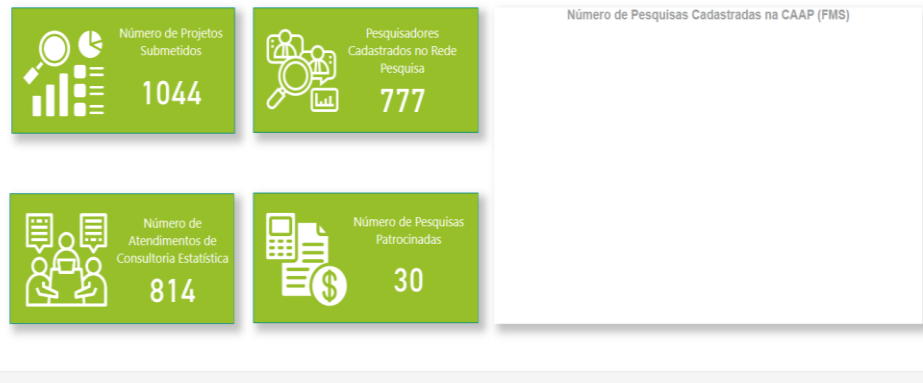 Número de Projetos
Submetidos
1044
Pesquisadores
Cadastrados no Rede
Pesquisa
777
Número de Pesquisas Cadastradas na CAAP (FMS)
Número de
Atendimentos de
Consultoria Estatística
814
Número de Pesquisas
Patrocinadas
30